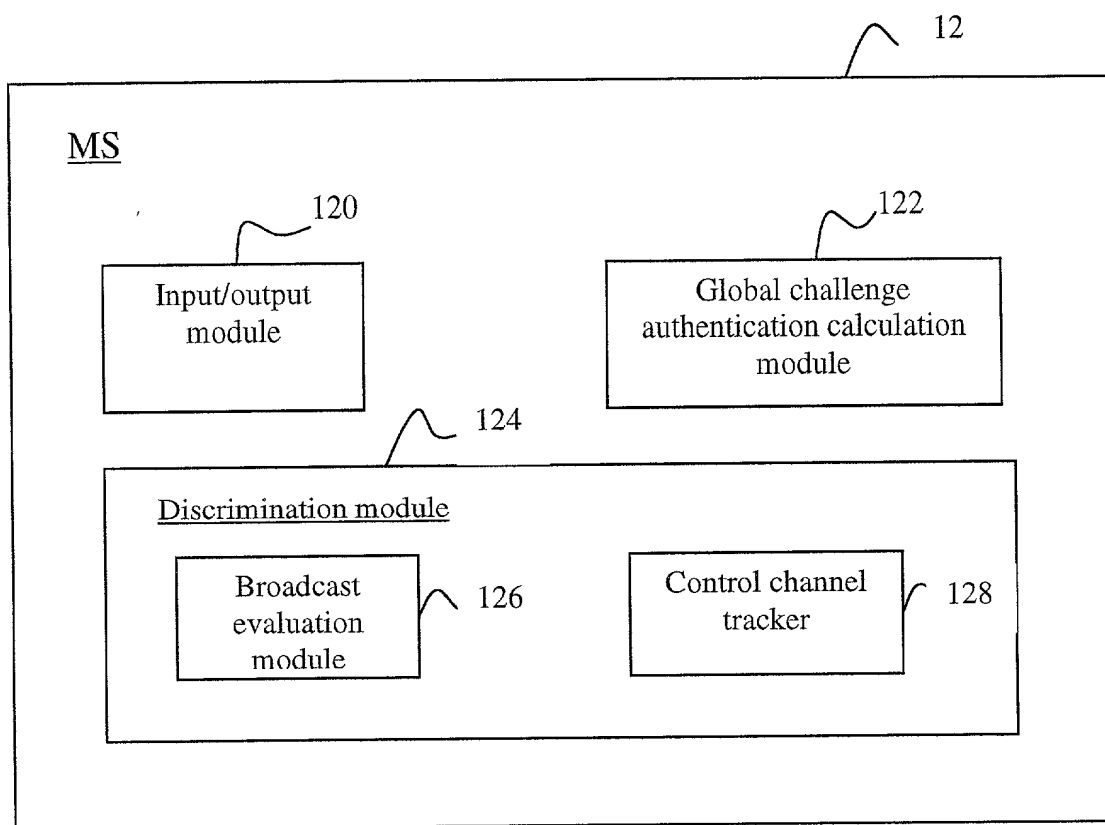 12
MS
120
122
Input/output
module
Global challenge
authentication calculation
module
124
Discrimination module
Broadcast
evaluation
module
126
Control channel
tracker
128